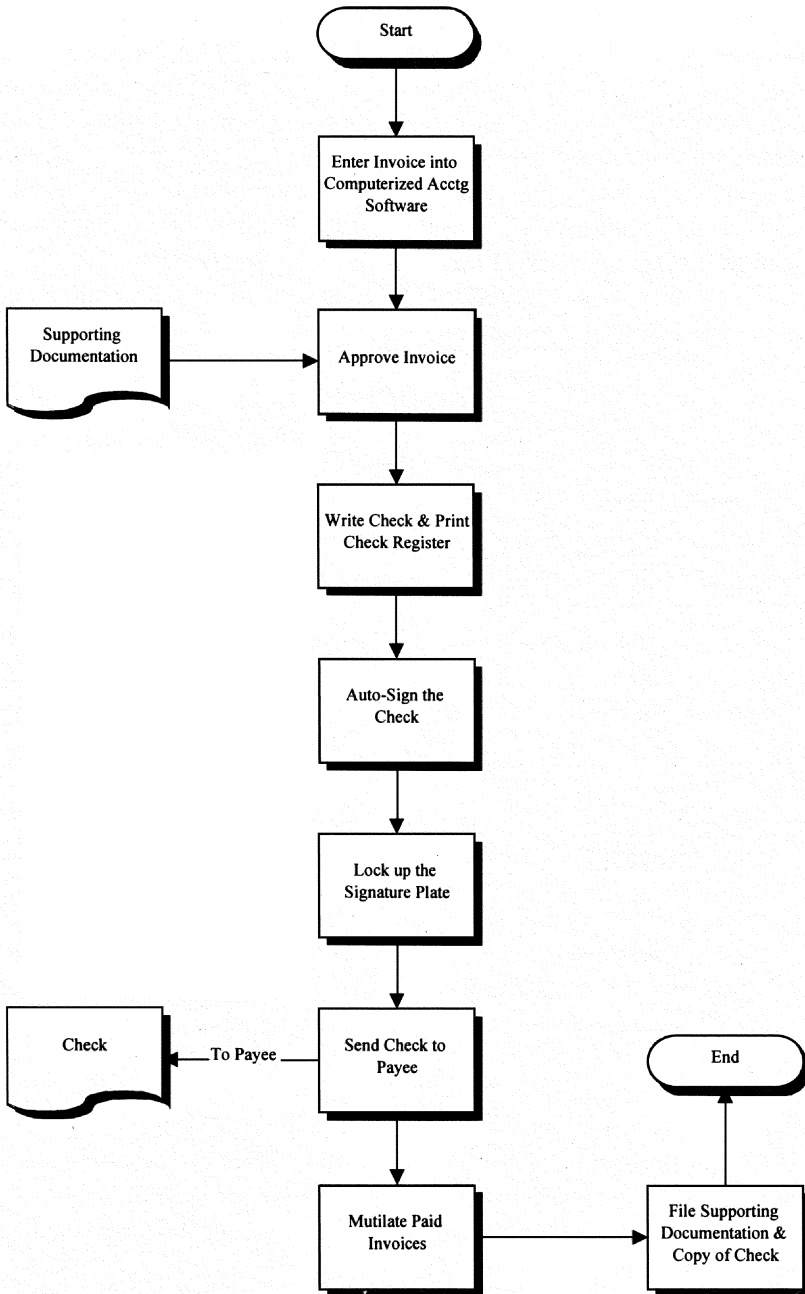 Start
Enter Invoice into
Computerized Acctg
Software
Supporting
Documentation
Approve Invoice
Write Check & Print
Check Register
Auto-Sign the
Check
Lock up the
Signature Plate
Check
To Payee
Send Check to
Payee
End
Mutilate Paid
Invoices
File Supporting
Documentation &
Copy of Check